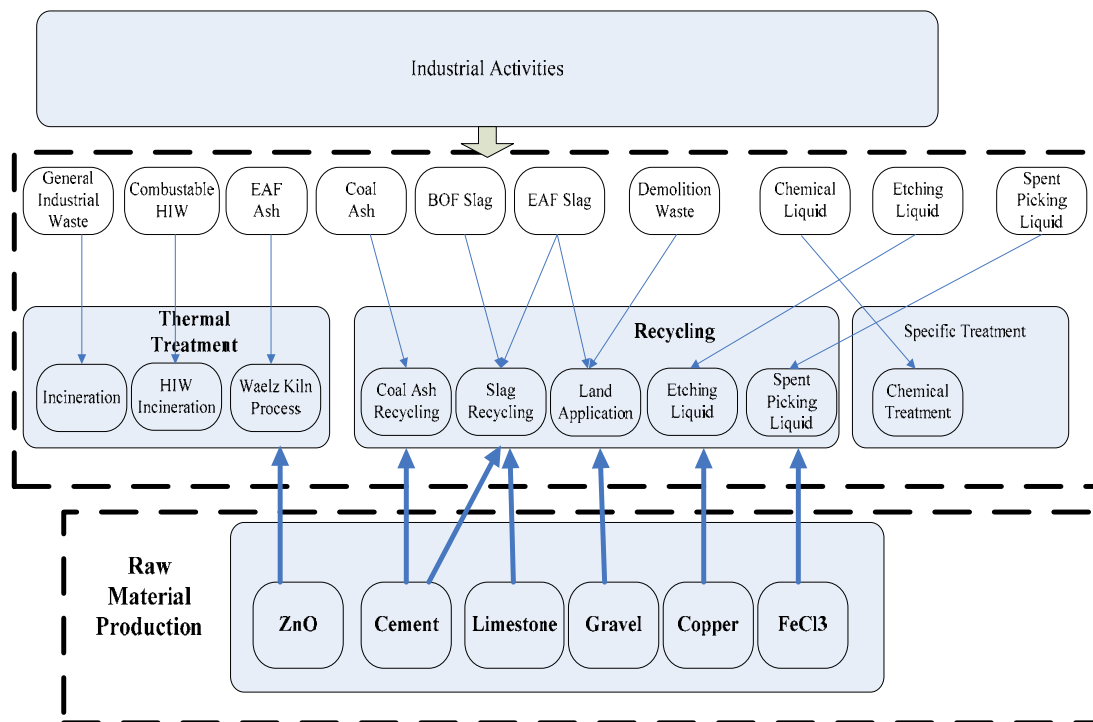 Industrial Activities
General
Industrial
Waste
Combustable
HIW
EAF
Ash
Coal
Ash
BOF Slag
EAF Slag
Demolition
Waste
Chemical
Liquid
Etching
Liquid
Spent
Picking
Liquid
Thermal
Treatment
Recycling
Specific Treatment
Incineration
HIW
Incineration
Waelz Kiln
Process
Coal Ash
Recycling
Slag
Recycling
Land
Application
Etching
Liquid
Spent
Picking
Liquid
Chemical
Treatment
Raw
Material
Production
ZnO
Cement
Limestone
Gravel
Copper
FeCl3